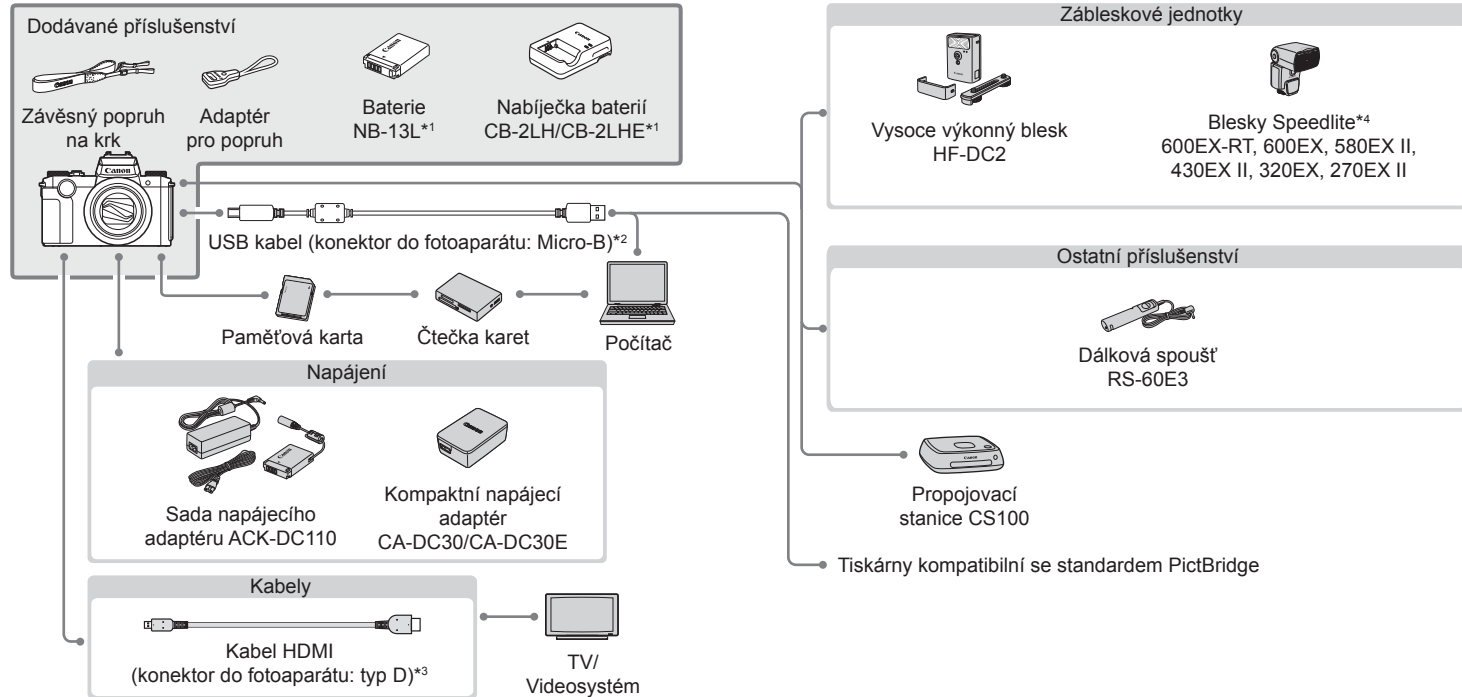 Dodávané příslušenství
Závěsný popruh
na krk
Adaptér
pro popruh
Baterie
NB-13L*1
Nabíječka baterií
CB-2LH/CB-2LHE*1
Canon
USB kabel (konektor do fotoaparátu: Micro-B)*2
Paměťová karta
Čtečka karet
Počítač
Napájení
Sada napájecího
adaptéru ACK-DC110
Kompaktní napájecí
adaptér
CA-DC30/CA-DC30E
Kabely
Kabel HDMI
(konektor do fotoaparátu: typ D)*3
TV/
Videosystém
Zábleskové jednotky
Vysoce výkonný blesk
HF-DC2
Blesky Speedlite*4
600EX-RT, 600EX, 580EX II,
430EX II, 320EX, 270EX II
Ostatní příslušenství
Dálková spoušť
RS-60E3
Propojovací
stanice CS100
Tiskárny kompatibilní se standardem PictBridge